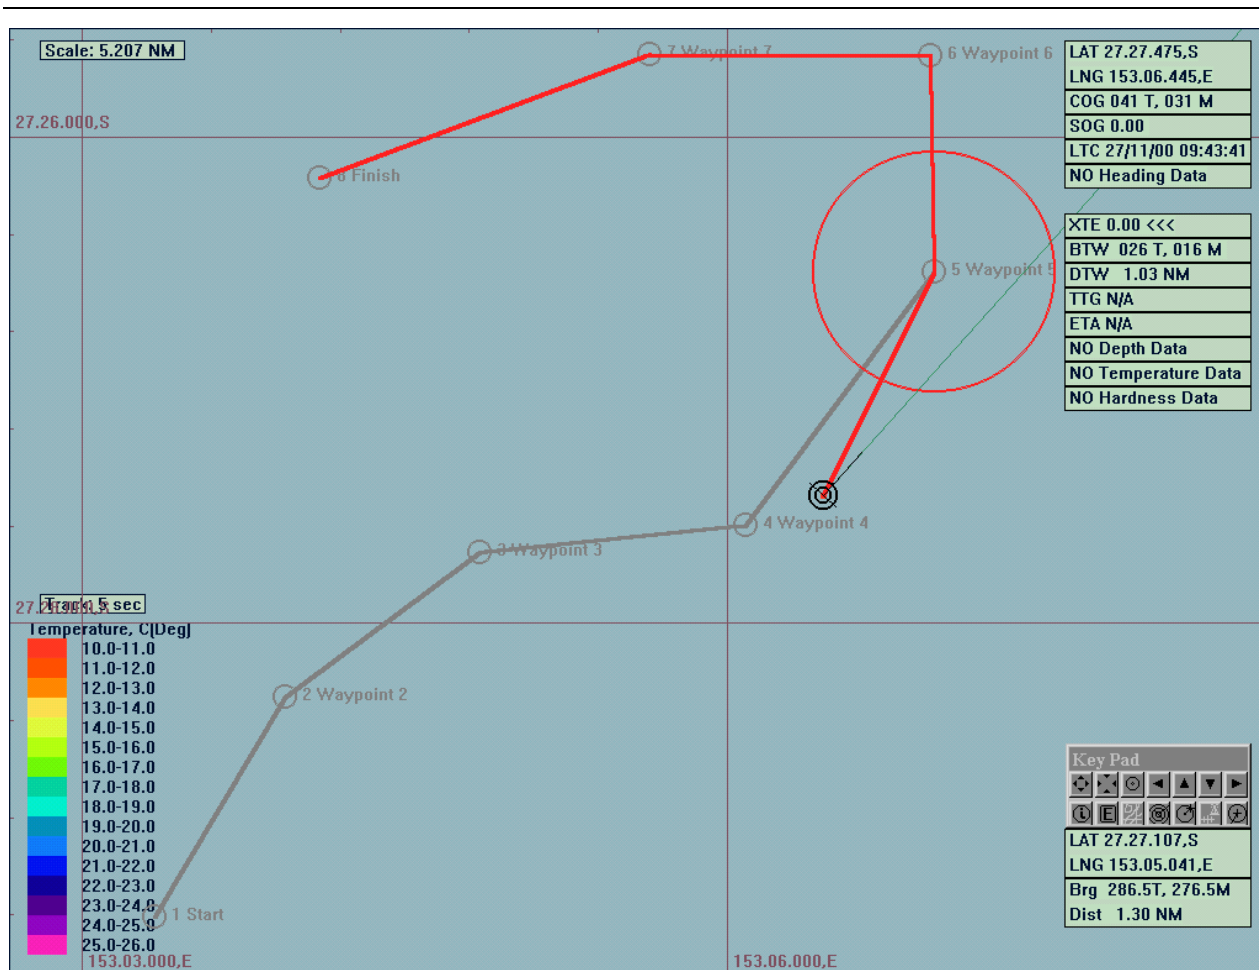 Scale: 5.207 NM
7 Waypoint 7
6 Waypoint 6
LAT 27.27.475,S
LNG 153.06.445,E
COG 041 T, 031 M
SOG 0.00
LTC 27/11/00 09:43:41
NO Heading Data
27.26.000,S
8 Finish
XTE 0.00 <<<
BTW 026 T, 016 M
DTW 1.03 NM
TTG N/A
ETA N/A
NO Depth Data
NO Temperature Data
NO Hardness Data
5 Waypoint 5
4 Waypoint 4
3 Waypoint 3
Track: 5 sec
Temperature, C(Deg)
10.0-11.0
11.0-12.0
12.0-13.0
13.0-14.0
14.0-15.0
15.0-16.0
16.0-17.0
17.0-18.0
18.0-19.0
19.0-20.0
20.0-21.0
21.0-22.0
22.0-23.0
23.0-24.0
24.0-25.0
25.0-26.0
2 Waypoint 2
1 Start
153.03.000,E
153.06.000,E
Key Pad
i E
LAT 27.27.107,S
LNG 153.05.041,E
Brg 286.5T, 276.5M
Dist 1.30 NM